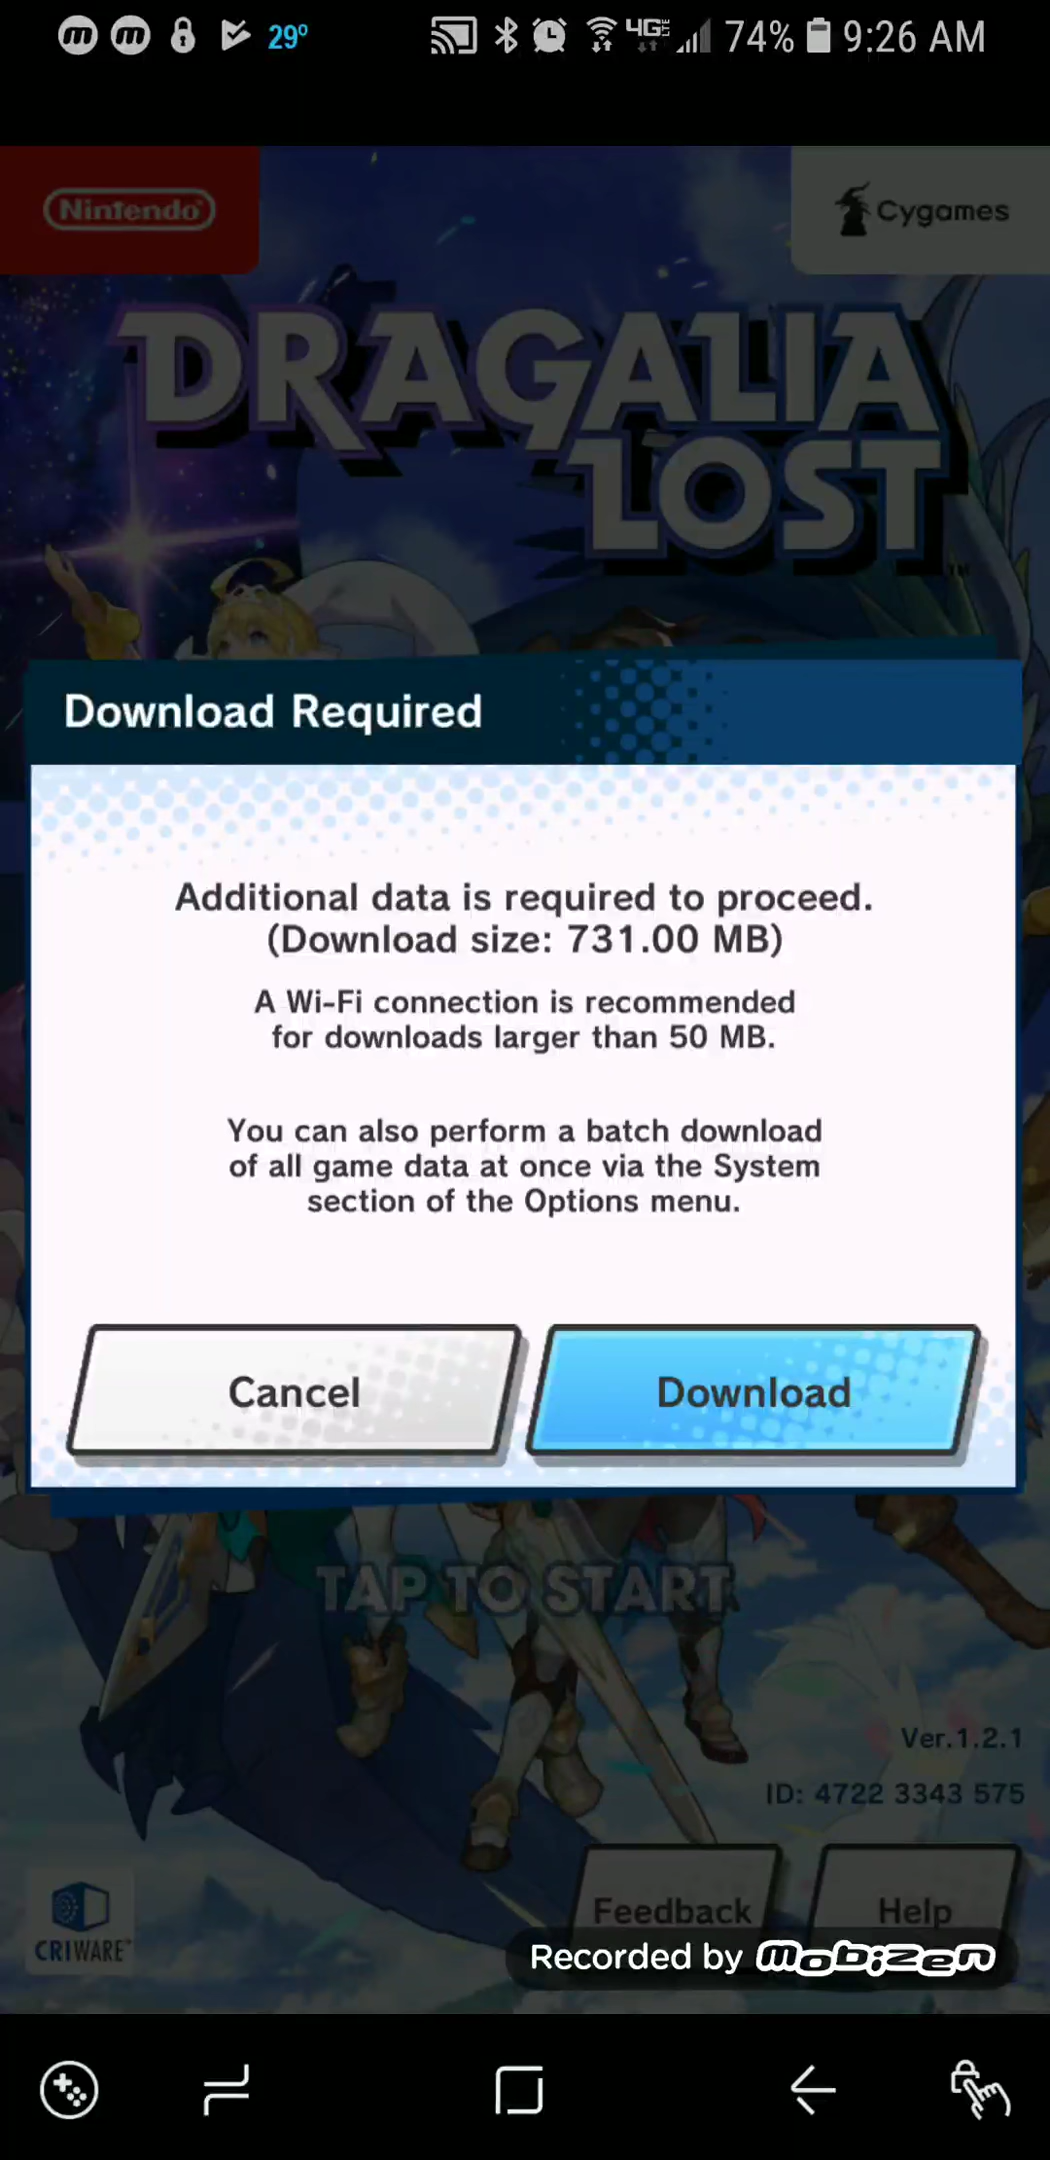 29°
4G LTE
74%
9:26 AM
Nintendo
Cygames
DRAGALIA
LOST
Download Required
Additional data is required to proceed.
(Download size: 731.00 MB)
A Wi-Fi connection is recommended
for downloads larger than 50 MB.
You can also perform a batch download
of all game data at once via the System
section of the Options menu.
Cancel
Download
TAP TO START
Ver.1.2.1
ID: 4722 3343 575
Feedback
Help
CRIWARE™
Recorded by mobizen